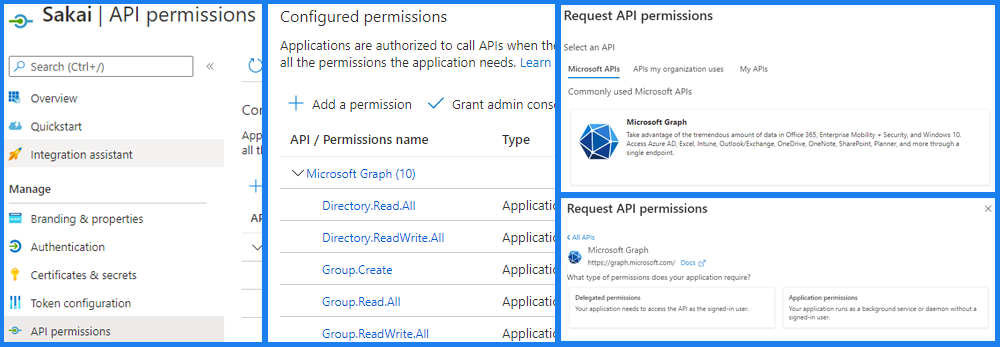 Sakai | API permissions
Search (Ctrl+/)
«
Overview
Quickstart
Integration assistant
Manage
Branding & properties
Authentication
Certificates & secrets
Token configuration
API permissions
Configured permissions
Applications are authorized to call APIs when the
all the permissions the application needs. Learn
Add a permission
Grant admin cons
API / Permissions name
Type
Microsoft Graph (10)
Directory.Read.All
Applicatio
Directory.ReadWrite.All
Applicatio
Group.Create
Applicatio
Group.Read.All
Applicatio
Group.ReadWrite.All
Applicatio
Request API permissions
Select an API
Microsoft APIs
APIs my organization uses
My APIs
Commonly used Microsoft APIs
Microsoft Graph
Take advantage of the tremendous amount of data in Office 365, Enterprise Mobility + Security, and Windows 10.
Access Azure AD, Excel, Intune, Outlook/Exchange, OneDrive, OneNote, SharePoint, Planner, and more through a
single endpoint.
Request API permissions
All APIs
Microsoft Graph
https://graph.microsoft.com/ Docs
What type of permissions does your application require?
Delegated permissions
Your application needs to access the API as the signed-in user.
Application permissions
Your application runs as a background service or daemon without a
signed-in user.